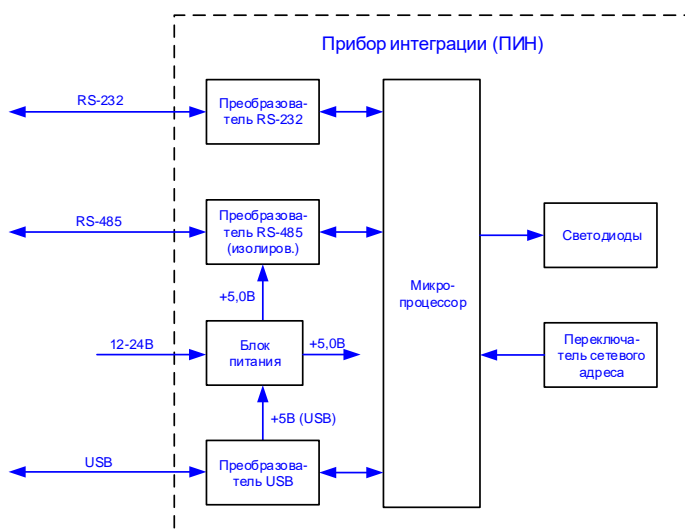 Прибор интеграции (ПИН)
RS-232
Преобразова-
тель RS-232
RS-485
Преобразова-
тель RS-485
(изолиров.)
Светодиоды
Микро-
процессор
+5,0В
12-24В
Блок
питания
+5,0В
Переключа-
тель сетевого
адреса
+5В (USB)
USB
Преобразова-
тель USB